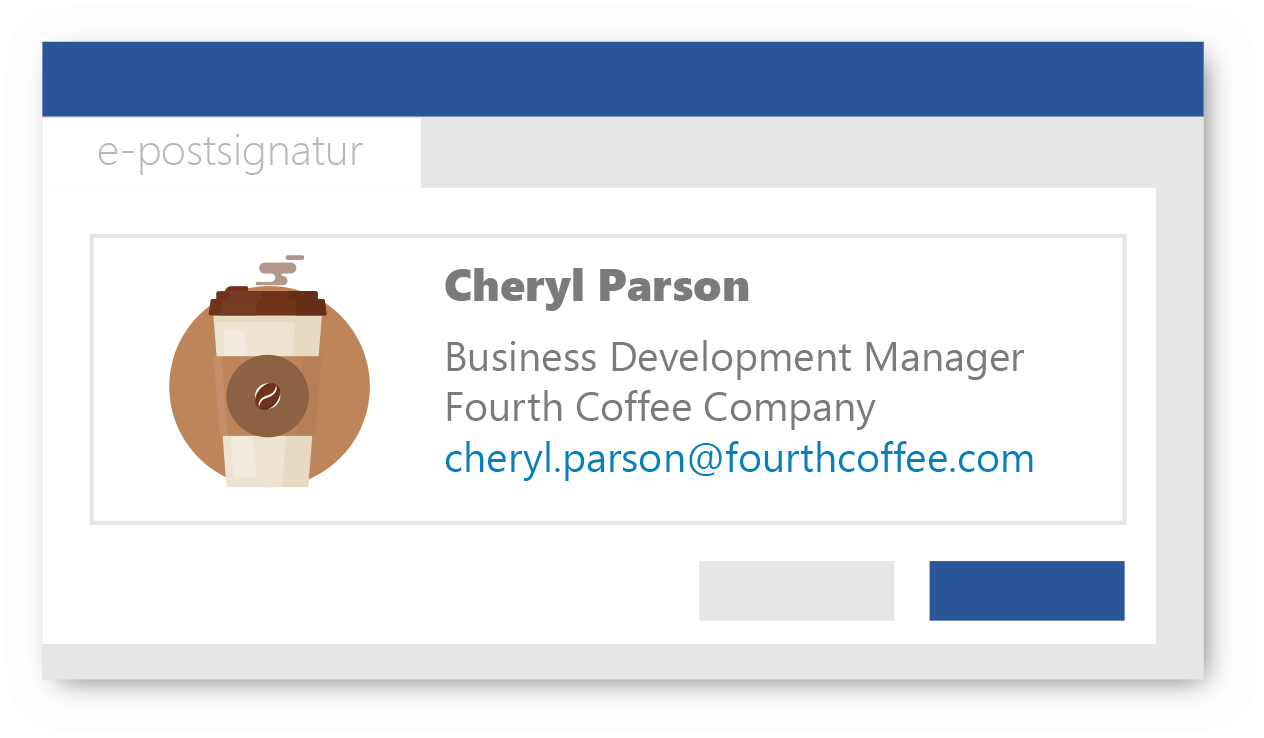 e-postsignatur
Cheryl Parson
Business Development Manager
Fourth Coffee Company
cheryl.parson@fourthcoffee.com